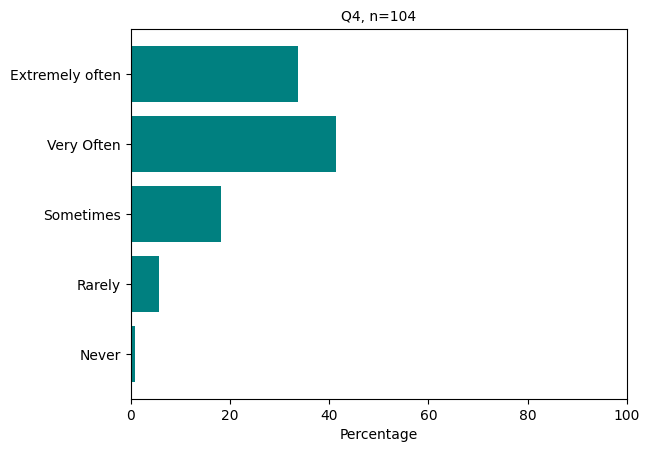 Q4, n=104
Extremely often
Very Often
Sometimes
Rarely
Never
0 20 40 60 80 100
Percentage